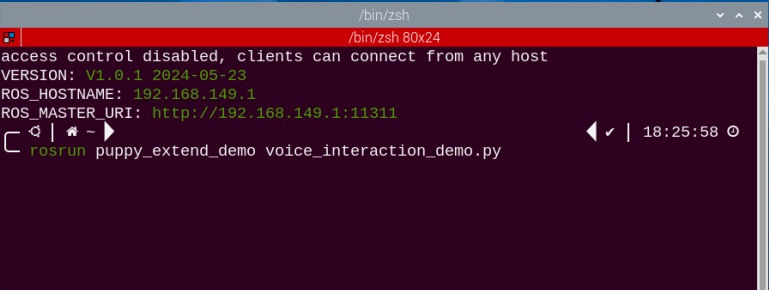 /bin/zsh
/bin/zsh 80x24
access control disabled, clients can connect from any host
VERSION: V1.0.1 2024-05-23
ROS_HOSTNAME: 192.168.149.1
ROS_MASTER_URI: http://192.168.149.1:11311
~ ✔ | 18:25:58
rosrun puppy_extend_demo voice_interaction_demo.py